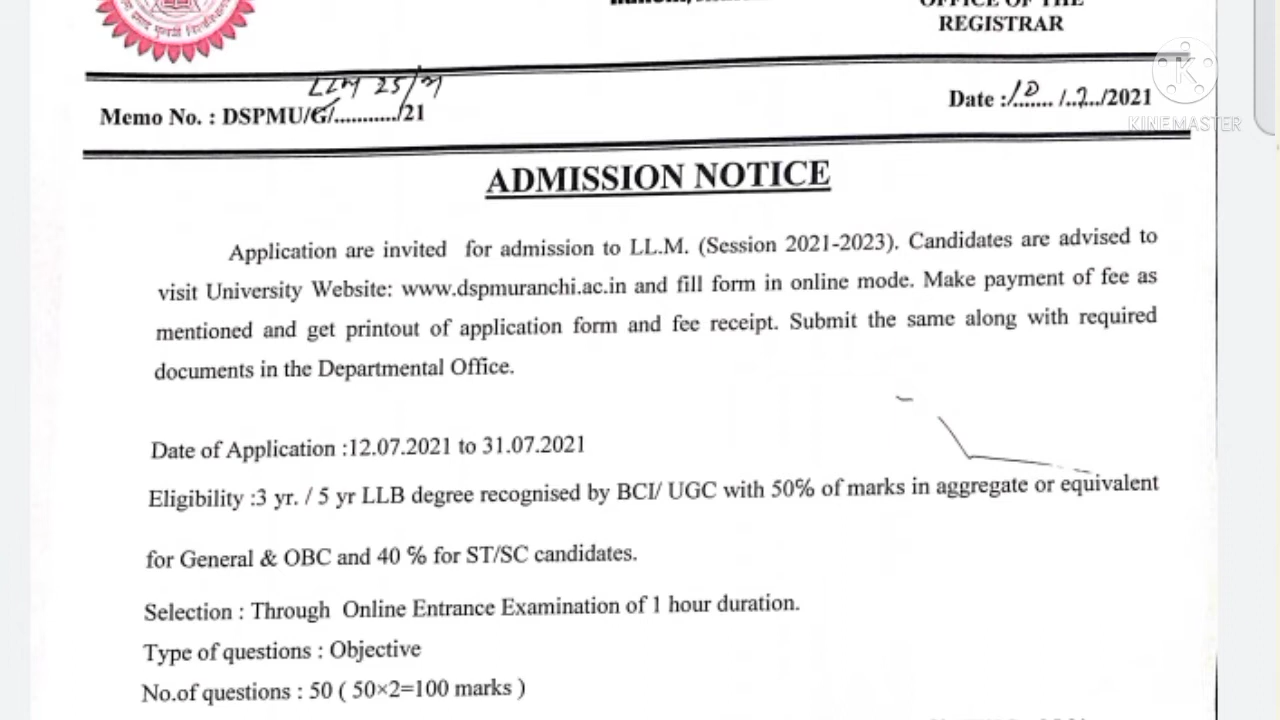 REGISTRAR
LLM 25/21
Memo No. : DSPMU/G/.........../21
Date :10....... /..7../2021
KINEMASTER
ADMISSION NOTICE
Application are invited for admission to LL.M. (Session 2021-2023). Candidates are advised to
visit University Website: www.dspmuranchi.ac.in and fill form in online mode. Make payment of fee as
mentioned and get printout of application form and fee receipt. Submit the same along with required
documents in the Departmental Office.
Date of Application :12.07.2021 to 31.07.2021
Eligibility :3 yr. / 5 yr LLB degree recognised by BCI/ UGC with 50% of marks in aggregate or equivalent
for General & OBC and 40 % for ST/SC candidates.
Selection : Through Online Entrance Examination of 1 hour duration.
Type of questions : Objective
No.of questions : 50 ( 50×2=100 marks )